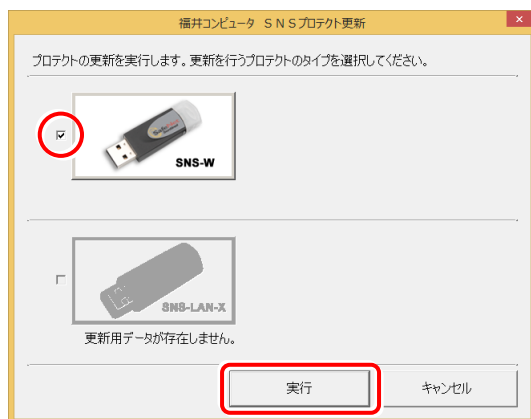 福井コンピュータ SNSプロテクト更新
プロテクトの更新を実行します。更新を行うプロテクトのタイプを選択してください。
SNS-W
SNS-LAN-X
更新用データが存在しません。
実行
キャンセル